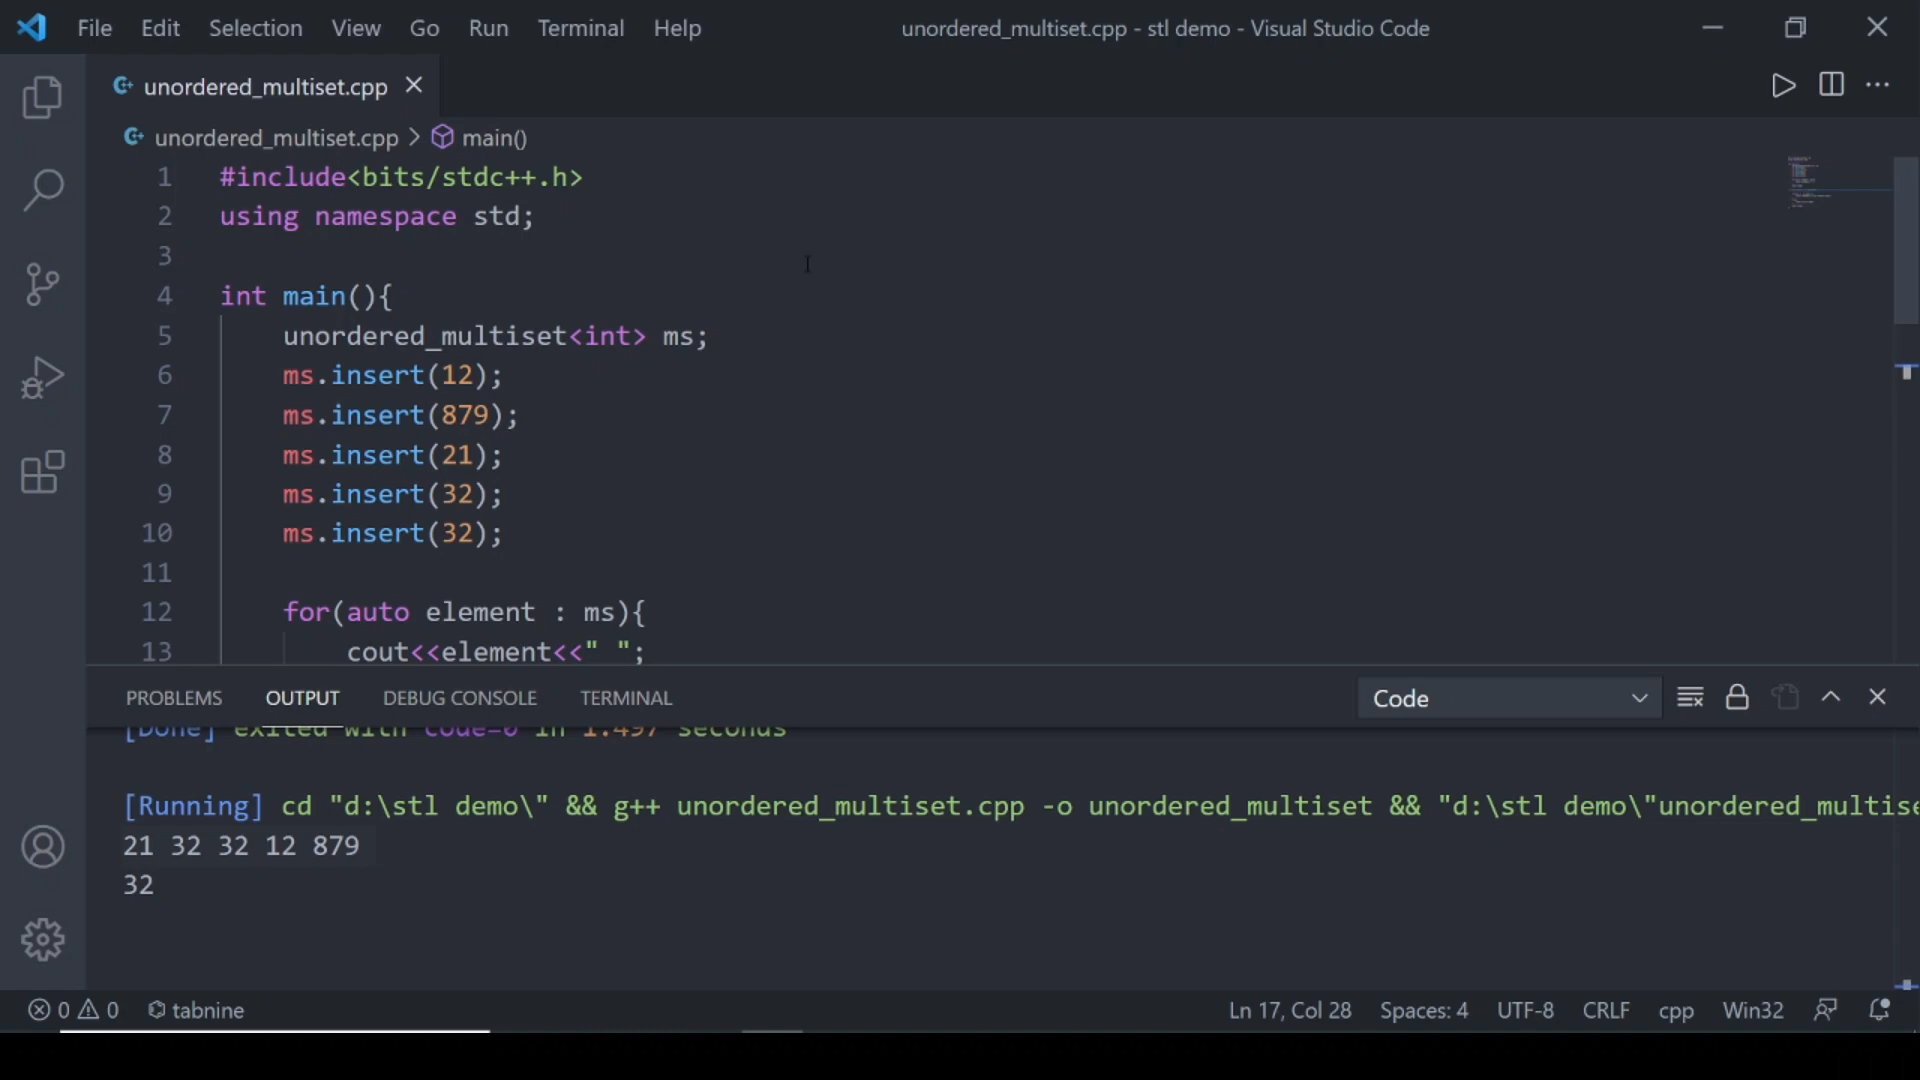 File Edit Selection View Go Run Terminal Help unordered_multiset.cpp - stl demo - Visual Studio Code
unordered_multiset.cpp
unordered_multiset.cpp > main()
1 #include<bits/stdc++.h>
2 using namespace std;
3
4 int main(){
5 unordered_multiset<int> ms;
6 ms.insert(12);
7 ms.insert(879);
8 ms.insert(21);
9 ms.insert(32);
10 ms.insert(32);
11
12 for(auto element : ms){
13 cout<<element<<" ";
PROBLEMS OUTPUT DEBUG CONSOLE TERMINAL Code
[Done] exited with code=0 in 1.497 seconds
[Running] cd "d:\stl demo\" && g++ unordered_multiset.cpp -o unordered_multiset && "d:\stl demo\"unordered_multise
21 32 32 12 879
32
0 0 tabnine Ln 17, Col 28 Spaces: 4 UTF-8 CRLF cpp Win32